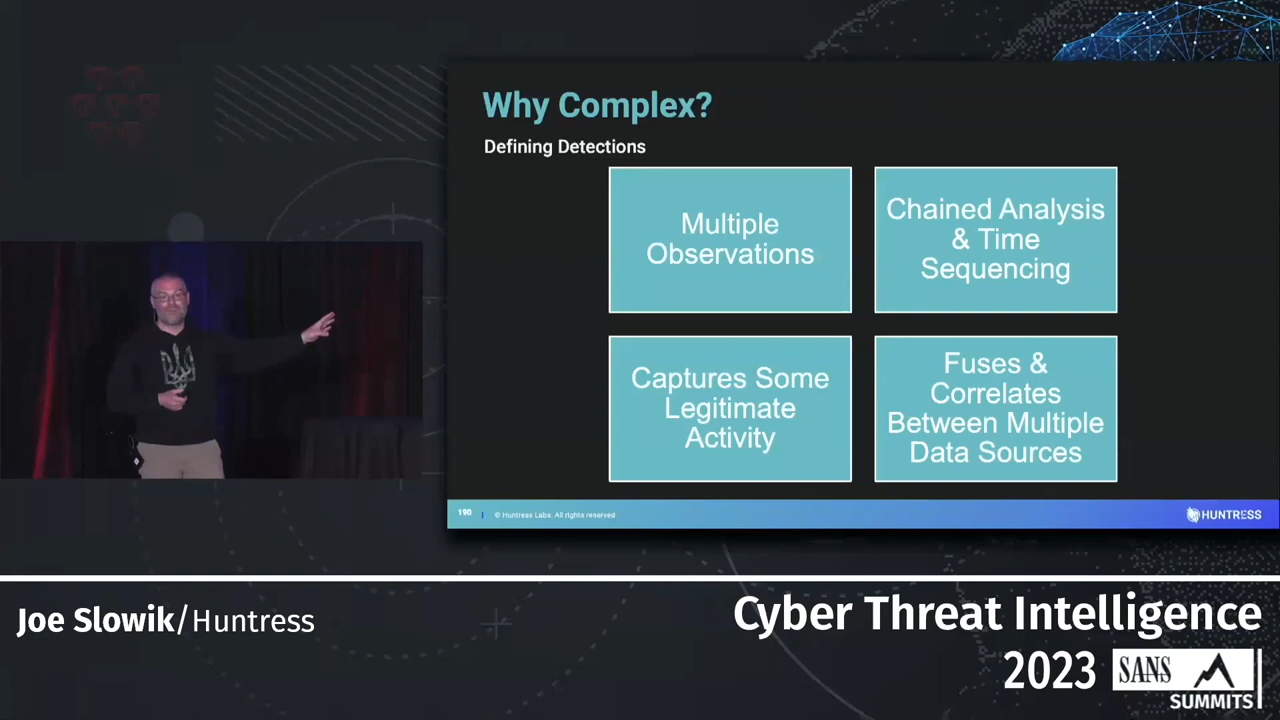 Why Complex?
Defining Detections
Multiple
Observations
Chained Analysis
& Time
Sequencing
Captures Some
Legitimate
Activity
Fuses &
Correlates
Between Multiple
Data Sources
190 | © Huntress Labs. All rights reserved
HUNTRESS
Joe Slowik/Huntress
Cyber Threat Intelligence
2023 SANS
SUMMITS